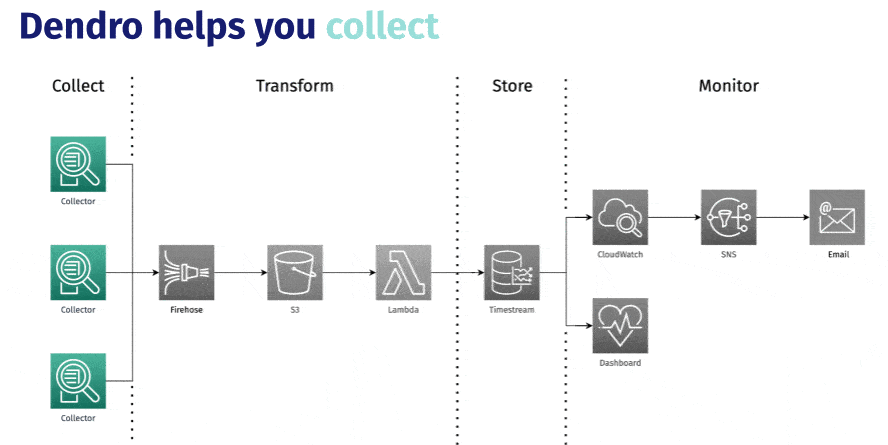 Dendro helps you collect
Collect
Transform
Store
Monitor
Collector
CloudWatch
SNS
Email
Collector
Firehose
S3
Lambda
Timestream
Dashboard
Collector